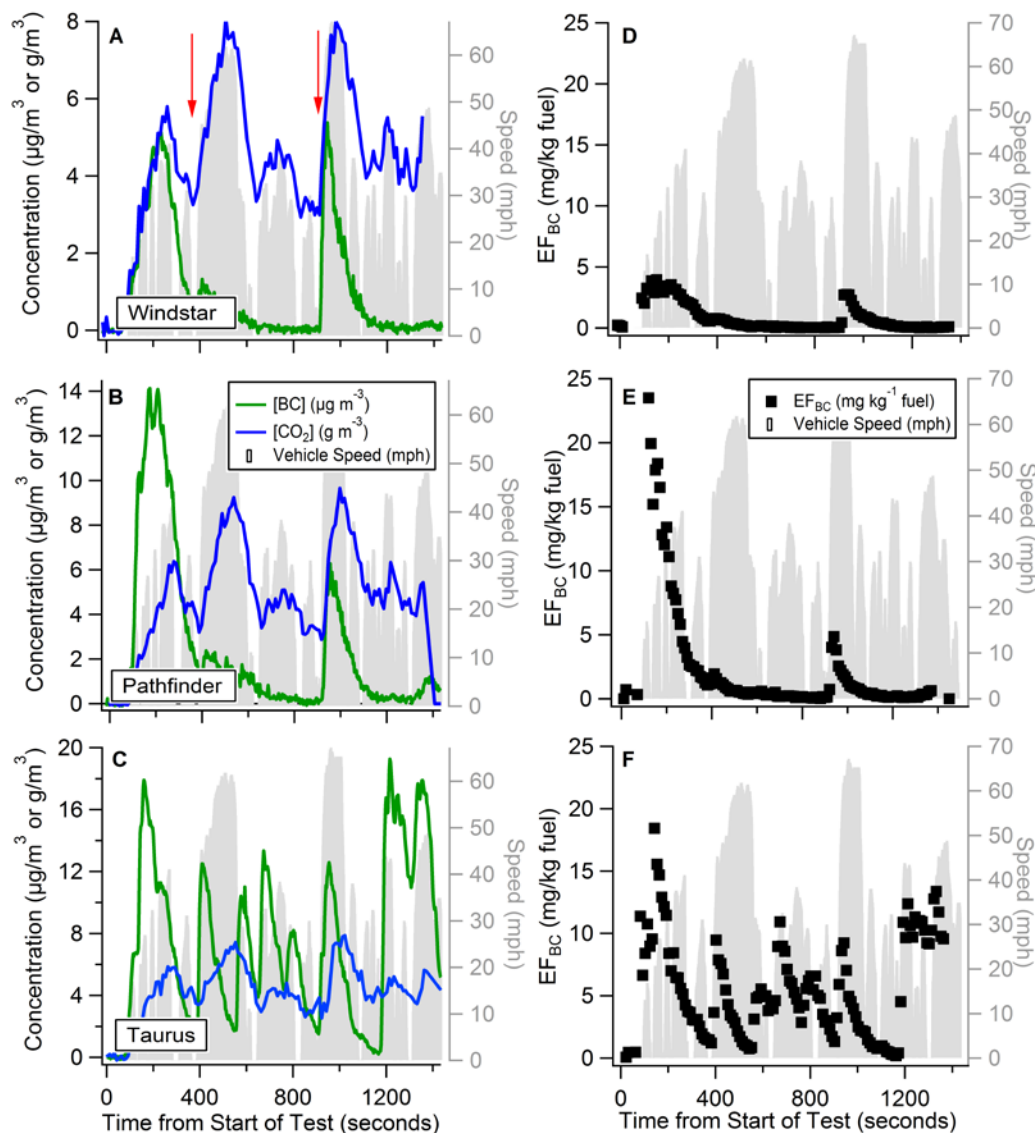 A
Concentration (µg/m³ or g/m³)
8
6
4
2
0
70
60
50
40
30
20
10
0
Speed (mph)
Windstar
D
EF_BC (mg/kg fuel)
25
20
15
10
5
0
70
60
50
40
30
20
10
0
Speed (mph)
B
Concentration (µg/m³ or g/m³)
14
12
10
8
6
4
2
0
[BC] (µg m⁻³)
[CO₂] (g m⁻³)
Vehicle Speed (mph)
70
60
50
40
30
20
10
0
Speed (mph)
Pathfinder
E
EF_BC (mg/kg fuel)
25
20
15
10
5
0
EF_BC (mg kg⁻¹ fuel)
Vehicle Speed (mph)
70
60
50
40
30
20
10
0
Speed (mph)
C
Concentration (µg/m³ or g/m³)
20
16
12
8
4
0
70
60
50
40
30
20
10
0
Speed (mph)
Taurus
0 400 800 1200
Time from Start of Test (seconds)
F
EF_BC (mg/kg fuel)
25
20
15
10
5
0
70
60
50
40
30
20
10
0
Speed (mph)
0 400 800 1200
Time from Start of Test (seconds)